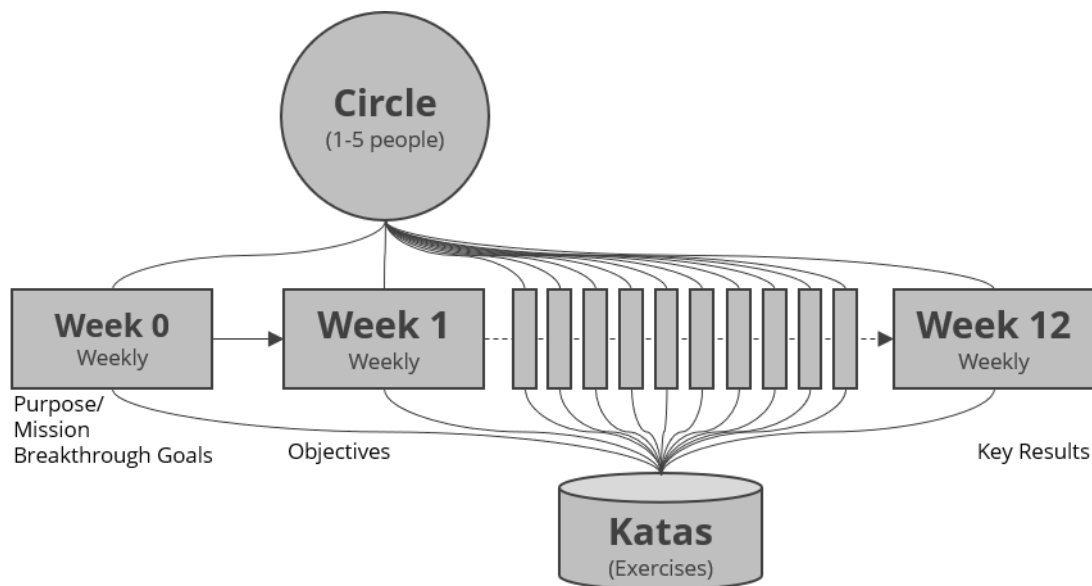 Circle
(1-5 people)
Week 0
Weekly
Week 1
Weekly
Week 12
Weekly
Purpose/
Mission
Breakthrough Goals
Objectives
Key Results
Katas
(Exercises)